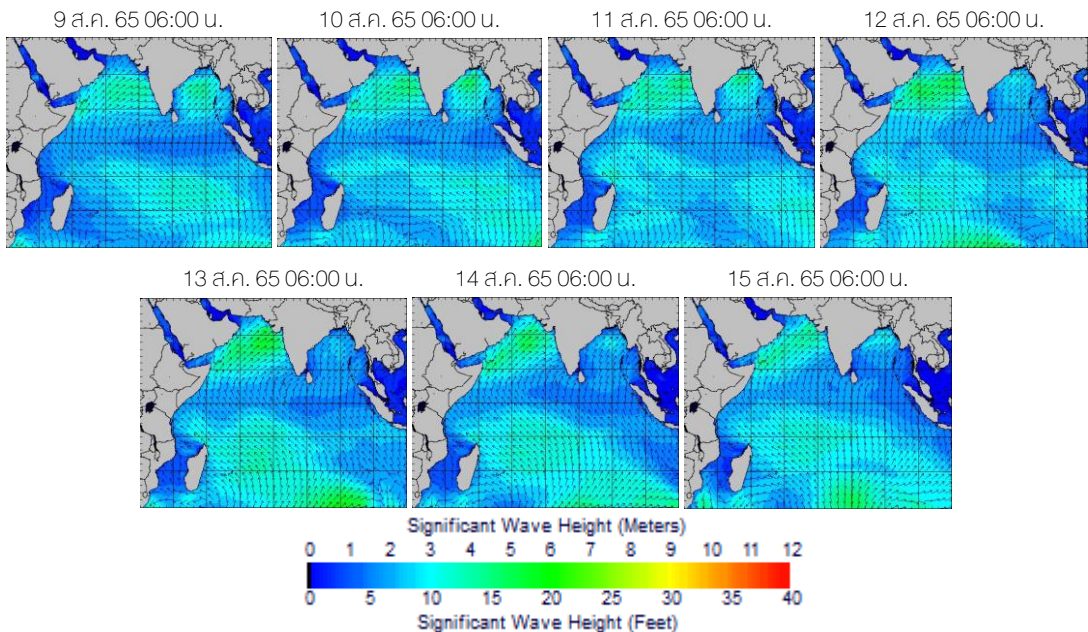 9 ส.ค. 65 06:00 น.
10 ส.ค. 65 06:00 น.
11 ส.ค. 65 06:00 น.
12 ส.ค. 65 06:00 น.
13 ส.ค. 65 06:00 น.
14 ส.ค. 65 06:00 น.
15 ส.ค. 65 06:00 น.
Significant Wave Height (Meters)
0 1 2 3 4 5 6 7 8 9 10 11 12
0 5 10 15 20 25 30 35 40
Significant Wave Height (Feet)